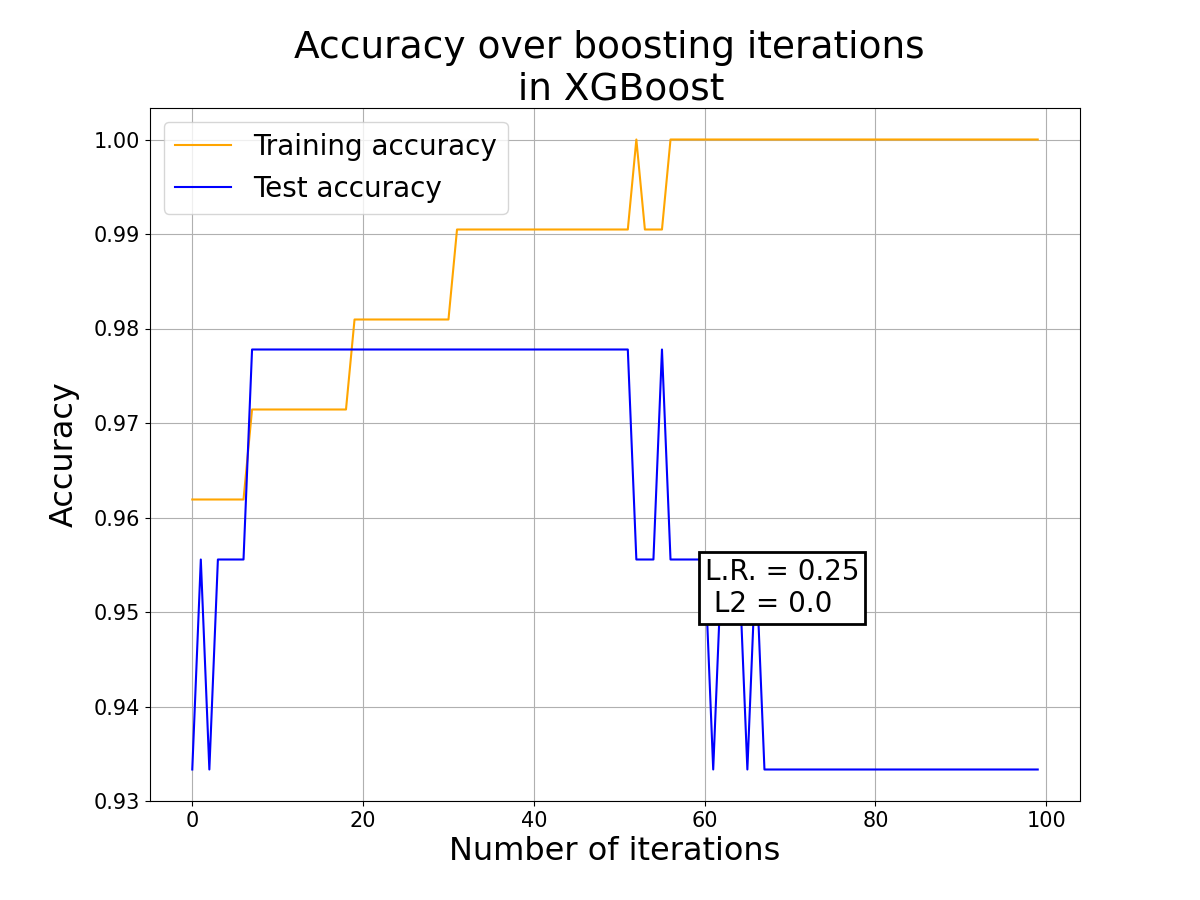 Accuracy over boosting iterations
in XGBoost
Training accuracy
Test accuracy
1.00
0.99
0.98
0.97
0.96
0.95
0.94
0.93
Accuracy
L.R. = 0.25
L2 = 0.0
0 20 40 60 80 100
Number of iterations